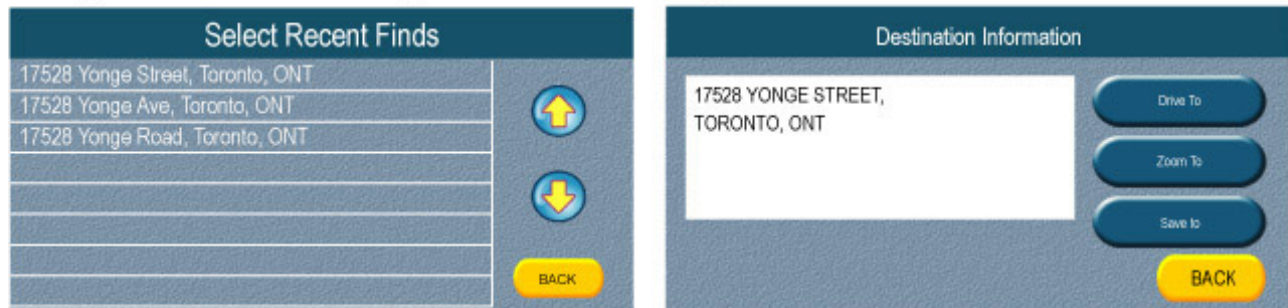 Select Recent Finds
17528 Yonge Street, Toronto, ONT
17528 Yonge Ave, Toronto, ONT
17528 Yonge Road, Toronto, ONT
BACK
Destination Information
17528 YONGE STREET,
TORONTO, ONT
Drive To
Zoom To
Save to
BACK